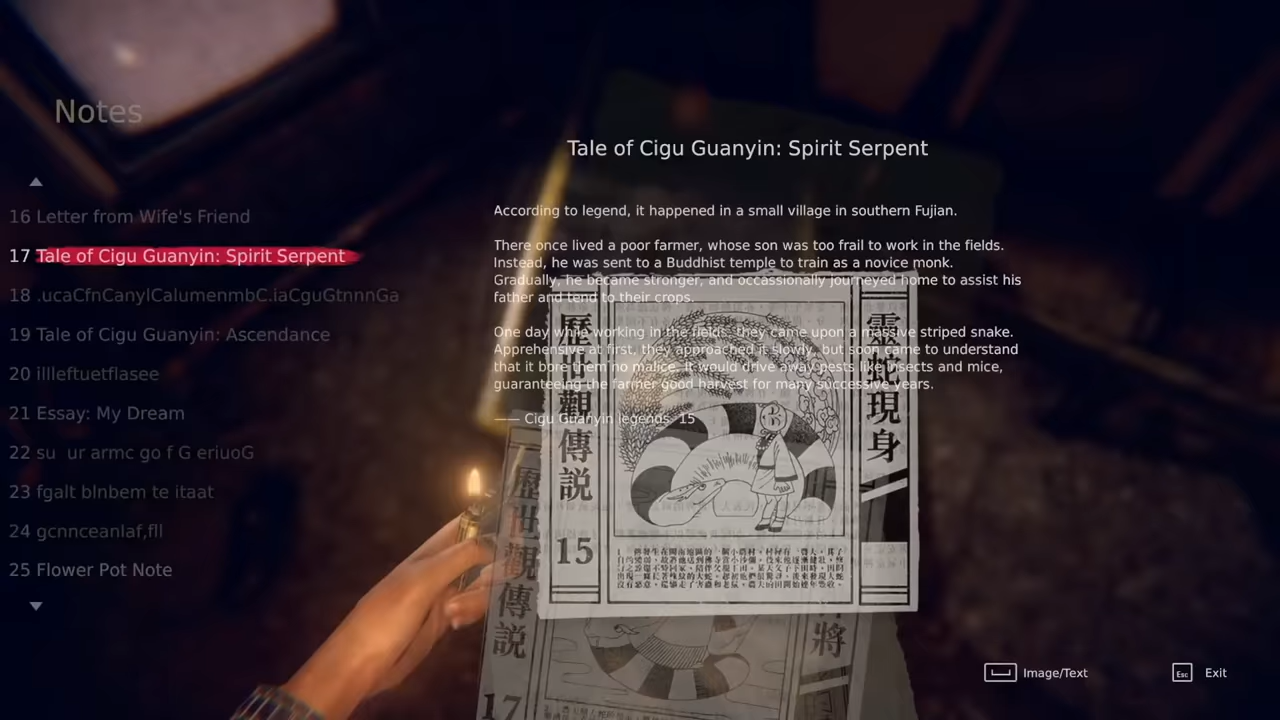 Notes
16 Letter from Wife's Friend
17 Tale of Cigu Guanyin: Spirit Serpent
18 .ucaCfnCanylCalumenmbC.iaCguGtnnnGa
19 Tale of Cigu Guanyin: Ascendance
20 illleftuetflasee
21 Essay: My Dream
22 su ur armc go f G eriuoG
23 fgalt blnbem te itaat
24 gcnnceanlaf,fll
25 Flower Pot Note
Tale of Cigu Guanyin: Spirit Serpent
According to legend, it happened in a small village in southern Fujian.
There once lived a poor farmer, whose son was too frail to work in the fields.
Instead, he was sent to a Buddhist temple to train as a novice monk.
Gradually, he became stronger, and occassionally journeyed home to assist his
father and tend to their crops.
One day while working in the fields, they came upon a massive striped snake.
Apprehensive at first, they approached it slowly, but soon came to understand
that it bore them no malice. It would drive away pests like insects and mice,
guaranteeing the farmer good harvest for many successive years.
—— Cigu Guanyin legends. 15
靈蛇現身
歷世觀傳説
15
歷世觀傳説
17
將
Image/Text
Esc
Exit